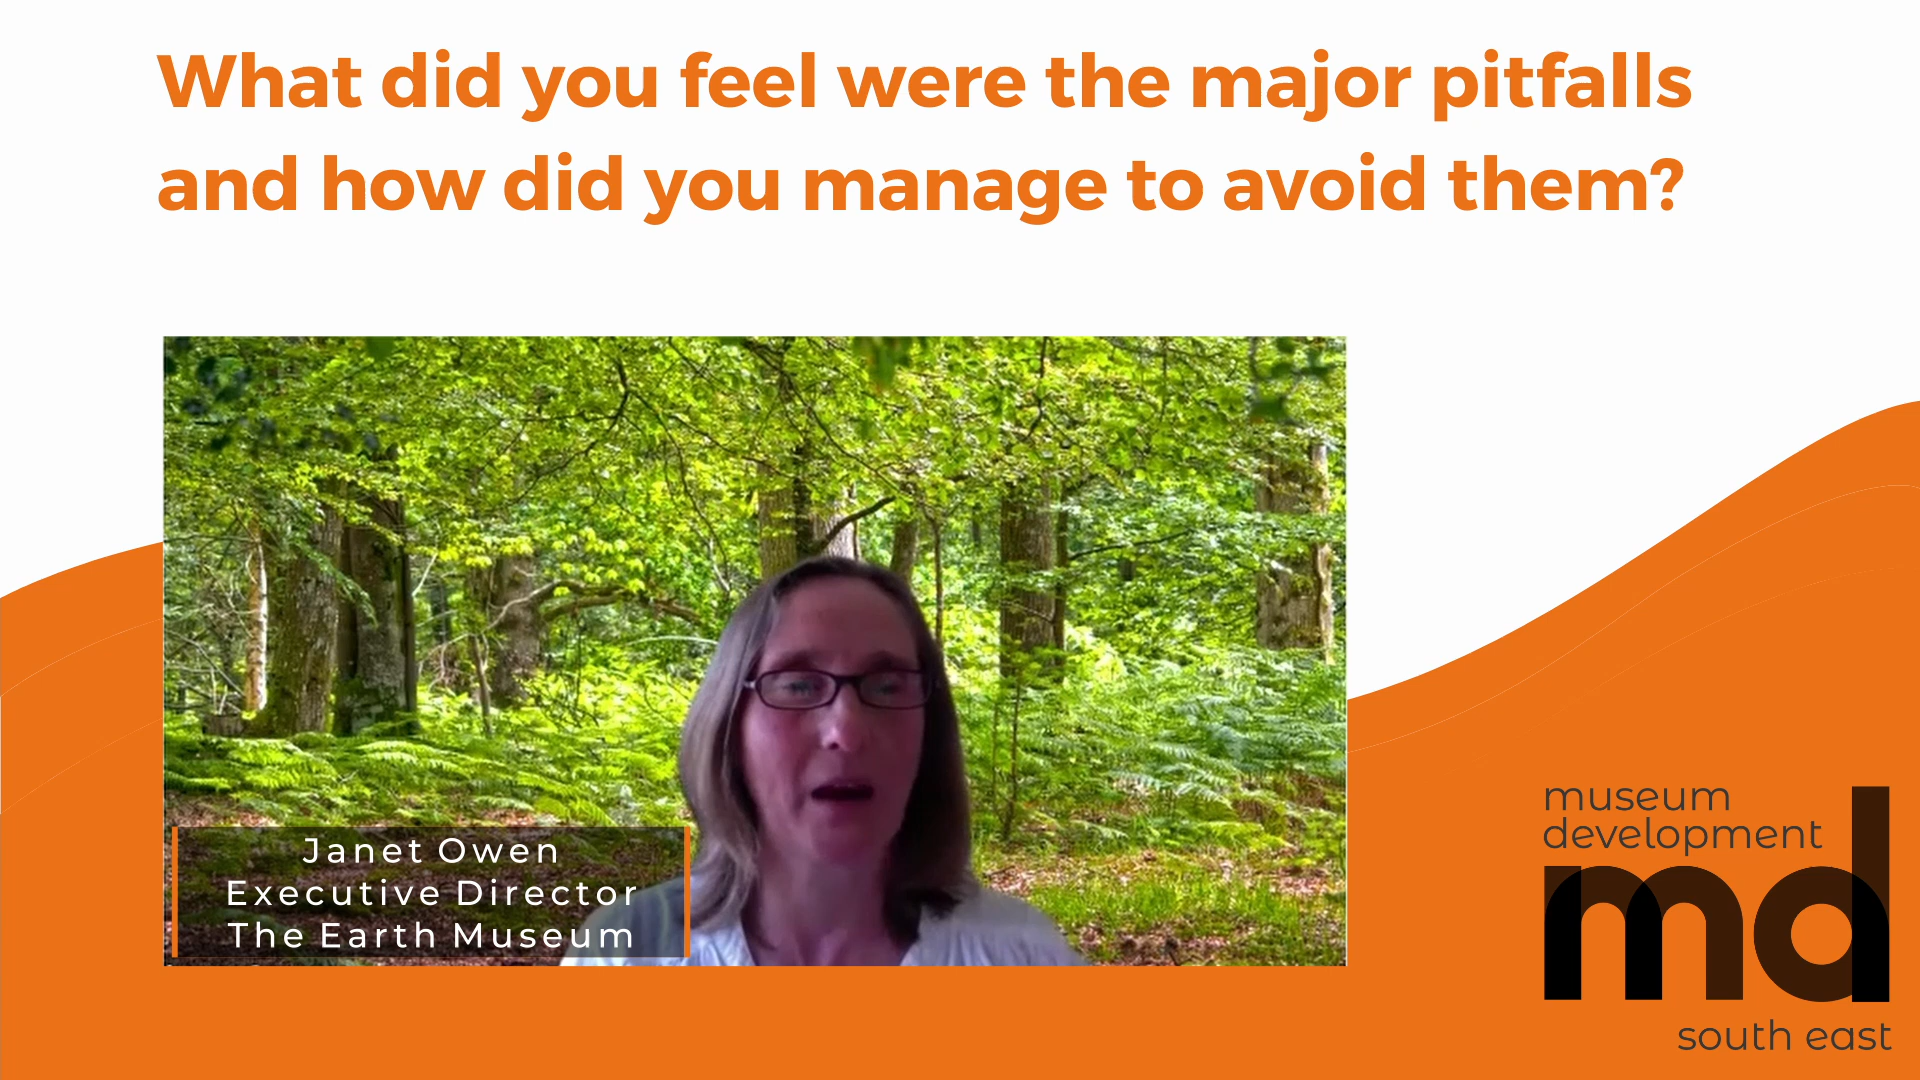 What did you feel were the major pitfalls
and how did you manage to avoid them?
Janet Owen
Executive Director
The Earth Museum
museum
development
md
south east